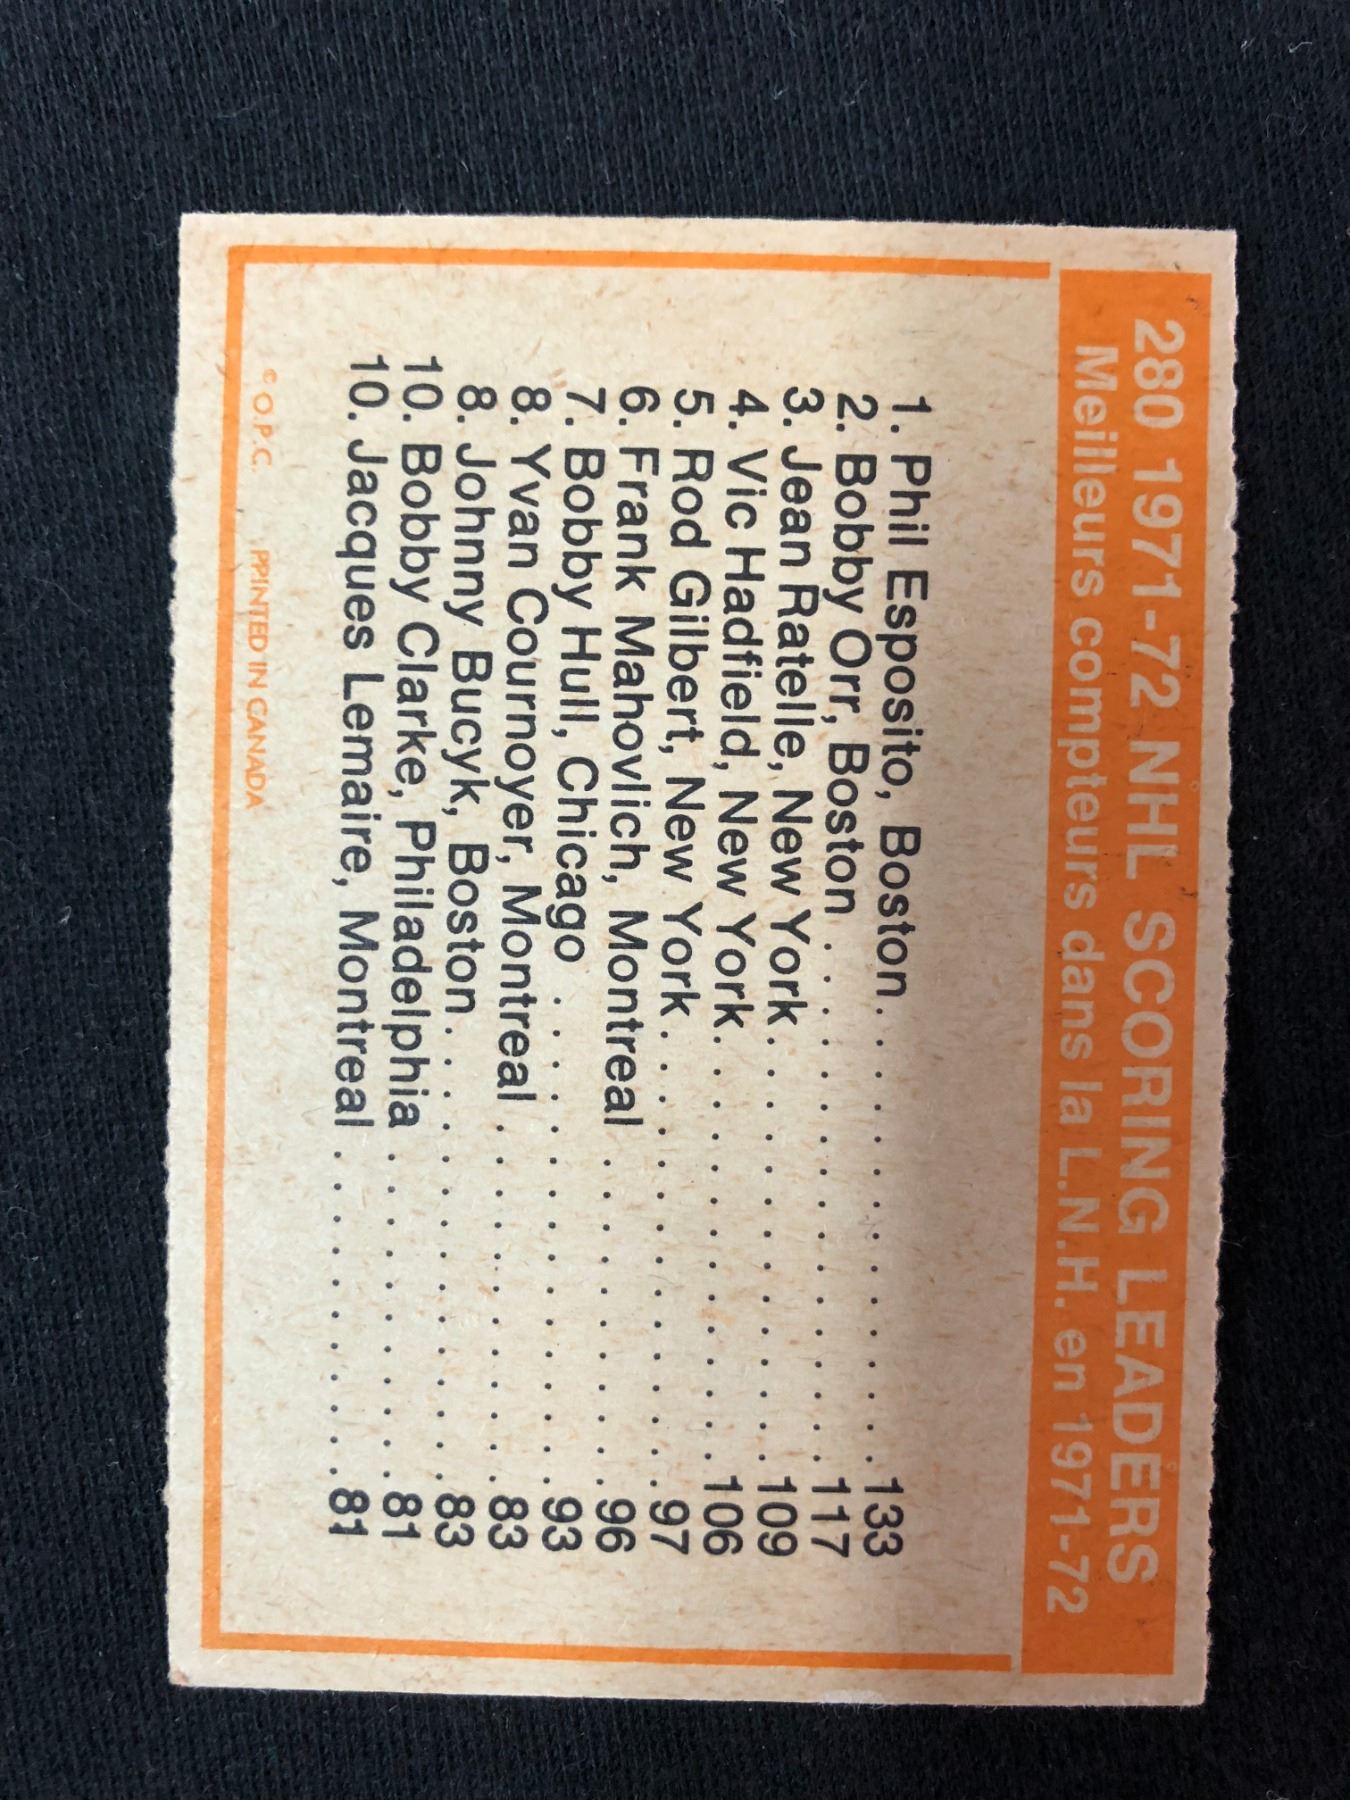 280 1971-72 NHL SCORING LEADERS
Meilleurs compteurs dans la L.N.H. en 1971-72
1. Phil Esposito, Boston . . . . . . . . . 133
2. Bobby Orr, Boston . . . . . . . . . . 117
3. Jean Ratelle, New York . . . . . . . . 109
4. Vic Hadfield, New York . . . . . . . . 106
5. Rod Gilbert, New York . . . . . . . . . 97
6. Frank Mahovlich, Montreal . . . . . . 96
7. Bobby Hull, Chicago . . . . . . . . . 93
8. Yvan Cournoyer, Montreal . . . . . . 83
8. Johnny Bucyk, Boston . . . . . . . . 83
10. Bobby Clarke, Philadelphia . . . . . . 81
10. Jacques Lemaire, Montreal . . . . . . 81
© O.P.C. PRINTED IN CANADA